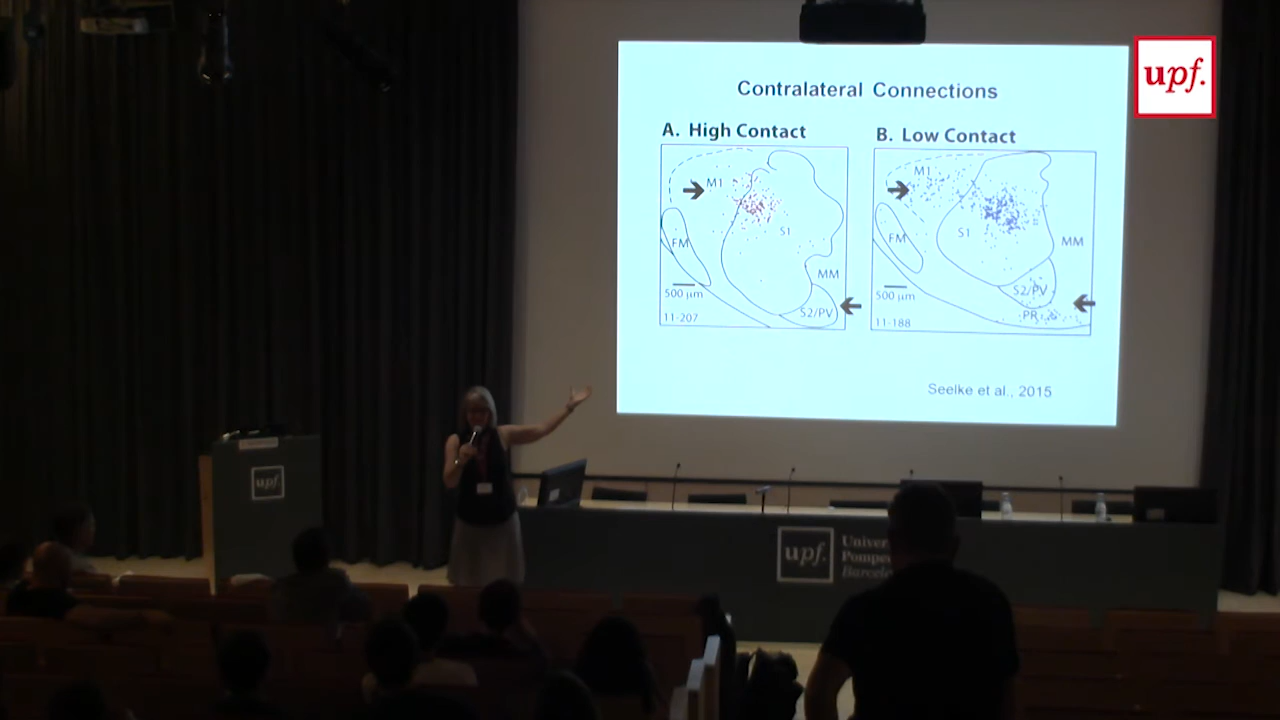 upf.
Contralateral Connections
A. High Contact
B. Low Contact
M1
S1
FM
MM
500 µm
S2/PV
11-207
M1
S1
FM
MM
500 µm
S2/PV
PR
11-188
Seelke et al., 2015
upf.
upf.
Univer
Pompe
Barcelo